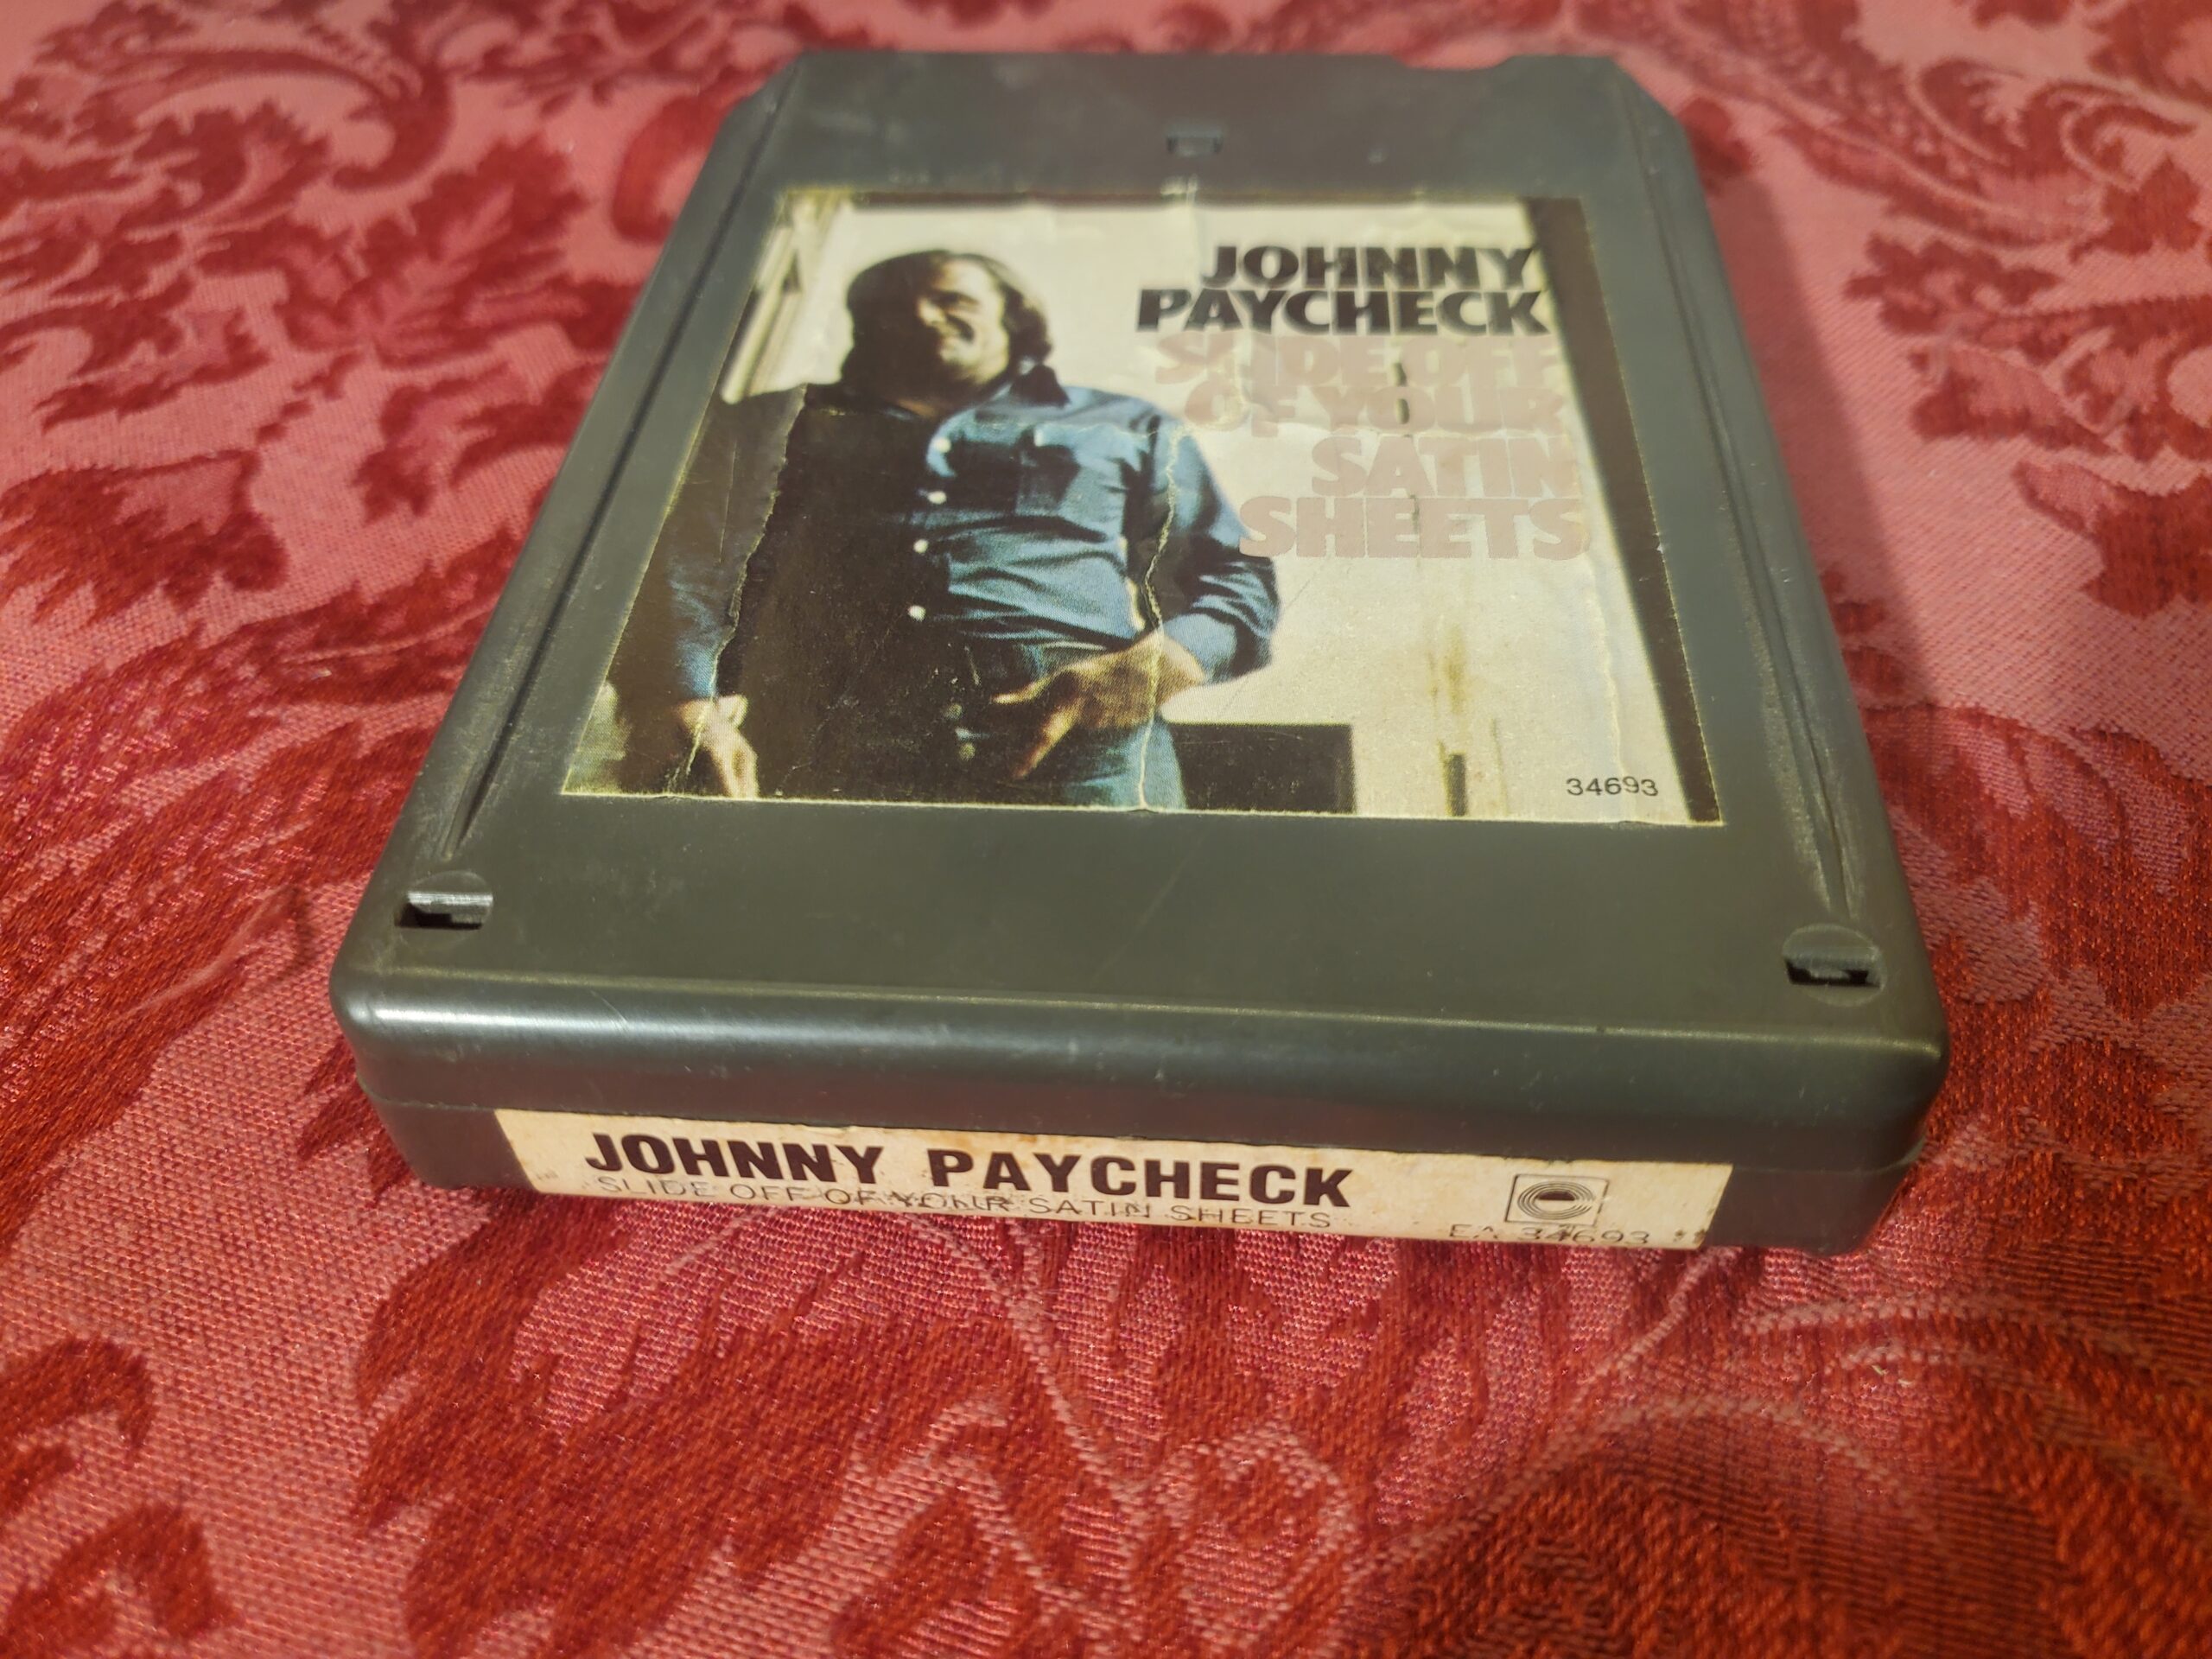 JOHNNY
PAYCHECK
SLIDE OFF
OF YOUR
SATIN
SHEETS
34693
JOHNNY PAYCHECK
SLIDE OFF OF YOUR SATIN SHEETS
EA 34693